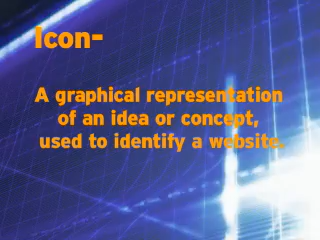 Icon-
A graphical representation
of an idea or concept,
used to identify a website.